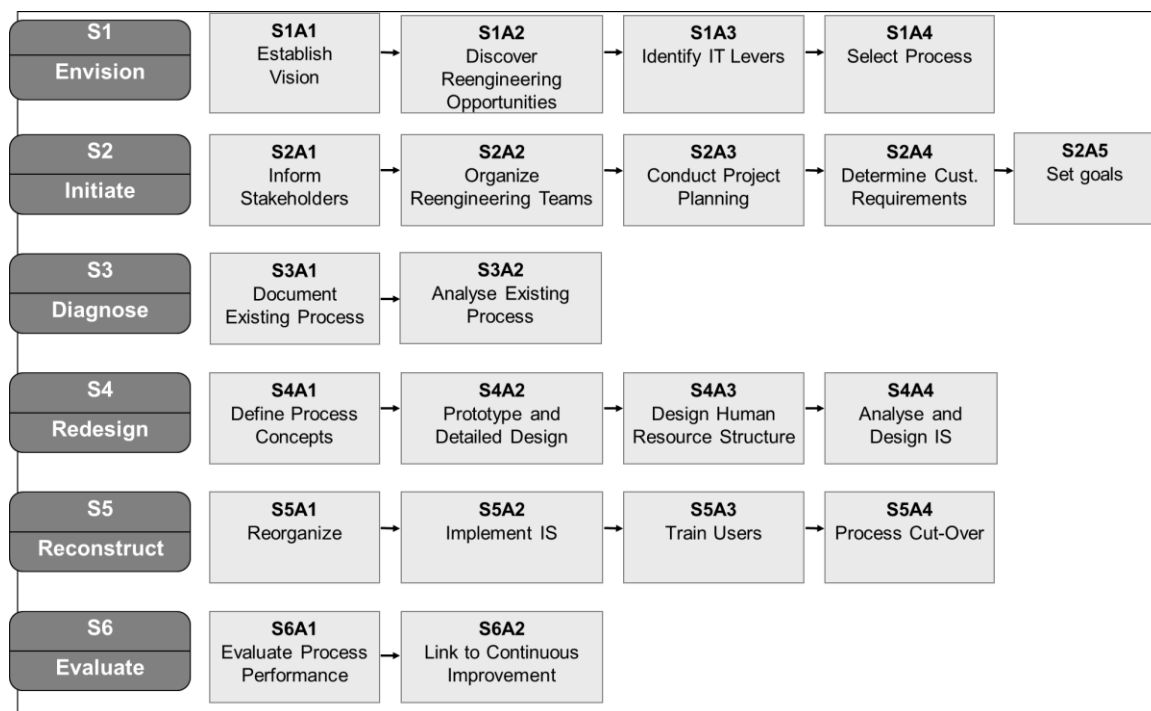 S1
Envision
S1A1
Establish
Vision
S1A2
Discover
Reengineering
Opportunities
S1A3
Identify IT Levers
S1A4
Select Process
S2
Initiate
S2A1
Inform
Stakeholders
S2A2
Organize
Reengineering Teams
S2A3
Conduct Project
Planning
S2A4
Determine Cust.
Requirements
S2A5
Set goals
S3
Diagnose
S3A1
Document
Existing Process
S3A2
Analyse Existing
Process
S4
Redesign
S4A1
Define Process
Concepts
S4A2
Prototype and
Detailed Design
S4A3
Design Human
Resource Structure
S4A4
Analyse and
Design IS
S5
Reconstruct
S5A1
Reorganize
S5A2
Implement IS
S5A3
Train Users
S5A4
Process Cut-Over
S6
Evaluate
S6A1
Evaluate Process
Performance
S6A2
Link to Continuous
Improvement